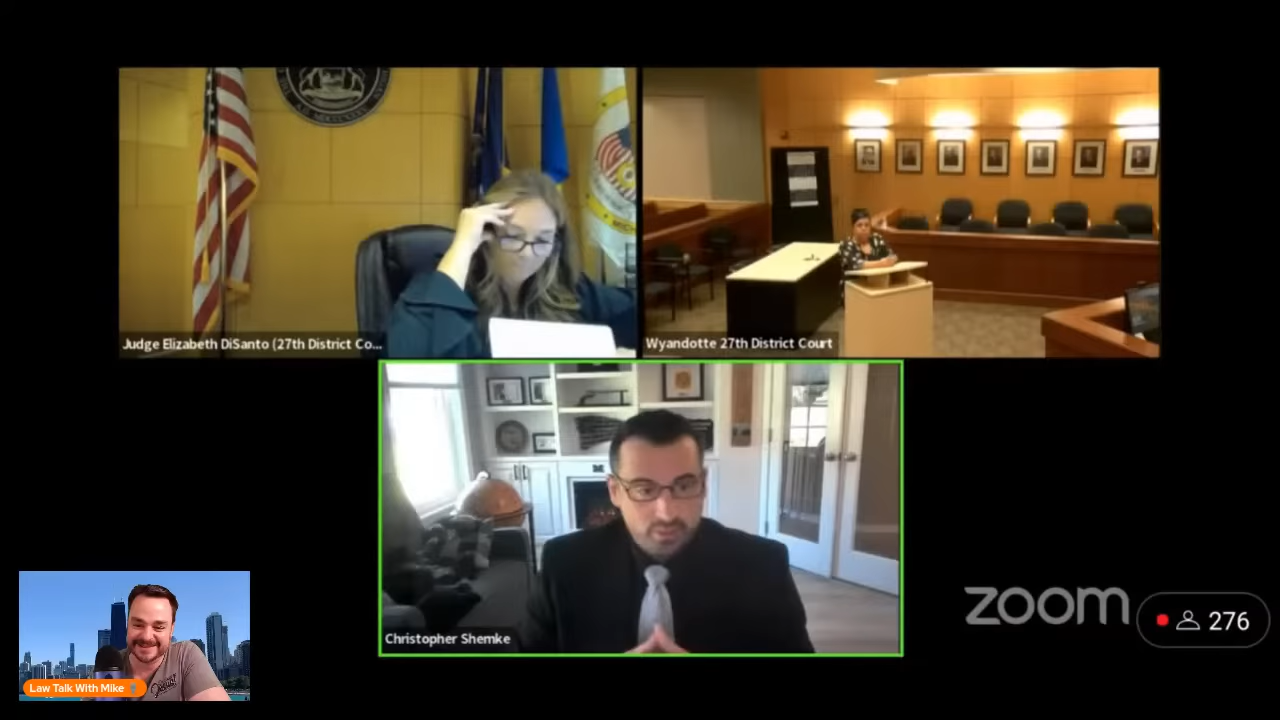 Judge Elizabeth DiSanto (27th District Co...
Wyandotte 27th District Court
Christopher Shemke
zoom
276
Law Talk With Mike